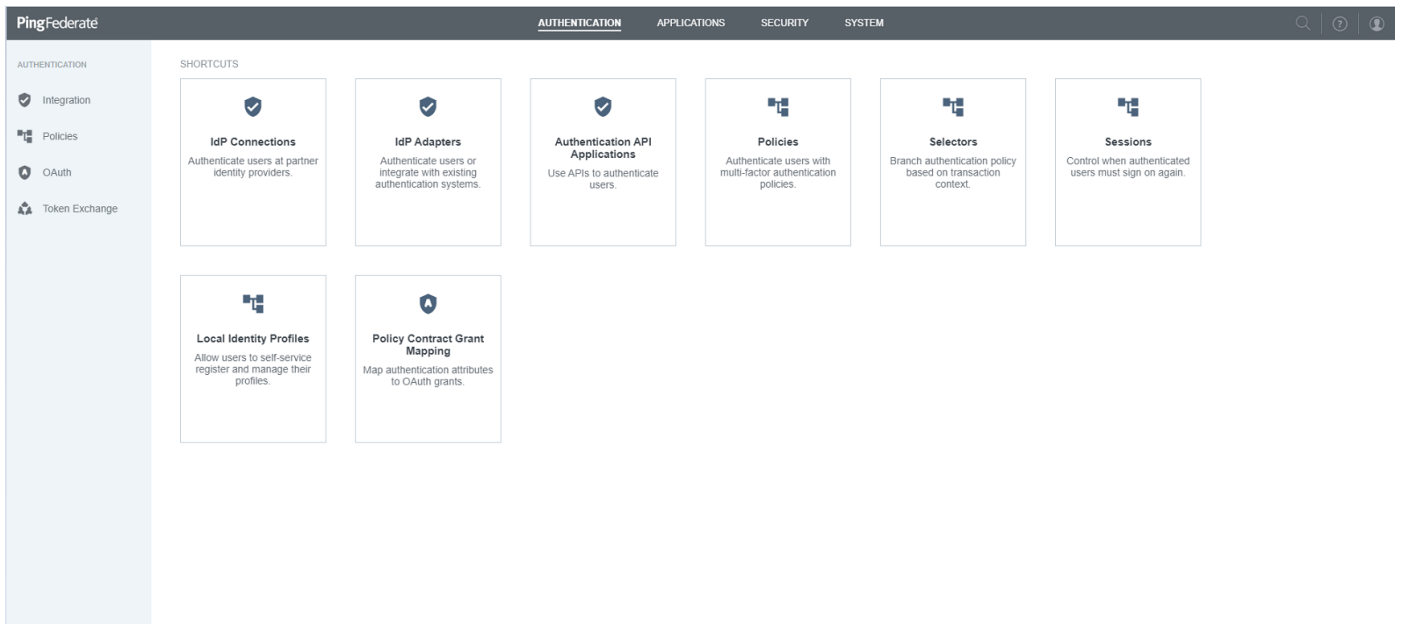 PingFederate
AUTHENTICATION
APPLICATIONS
SECURITY
SYSTEM
?
AUTHENTICATION
Integration
Policies
OAuth
Token Exchange
SHORTCUTS
IdP Connections
Authenticate users at partner
identity providers.
IdP Adapters
Authenticate users or
integrate with existing
authentication systems.
Authentication API
Applications
Use APIs to authenticate
users.
Policies
Authenticate users with
multi-factor authentication
policies.
Selectors
Branch authentication policy
based on transaction
context.
Sessions
Control when authenticated
users must sign on again.
Local Identity Profiles
Allow users to self-service
register and manage their
profiles.
Policy Contract Grant
Mapping
Map authentication attributes
to OAuth grants.